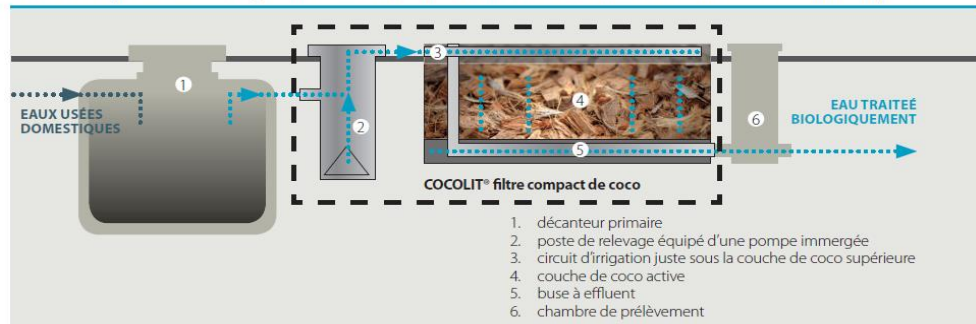 EAUX USÉES
DOMESTIQUES
1
2
3
4
5
6
EAU TRAITEÉ
BIOLOGIQUEMENT
COCOLIT® filtre compact de coco
1. décanteur primaire
2. poste de relevage équipé d'une pompe immergée
3. circuit d'irrigation juste sous la couche de coco supérieure
4. couche de coco active
5. buse à effluent
6. chambre de prélèvement